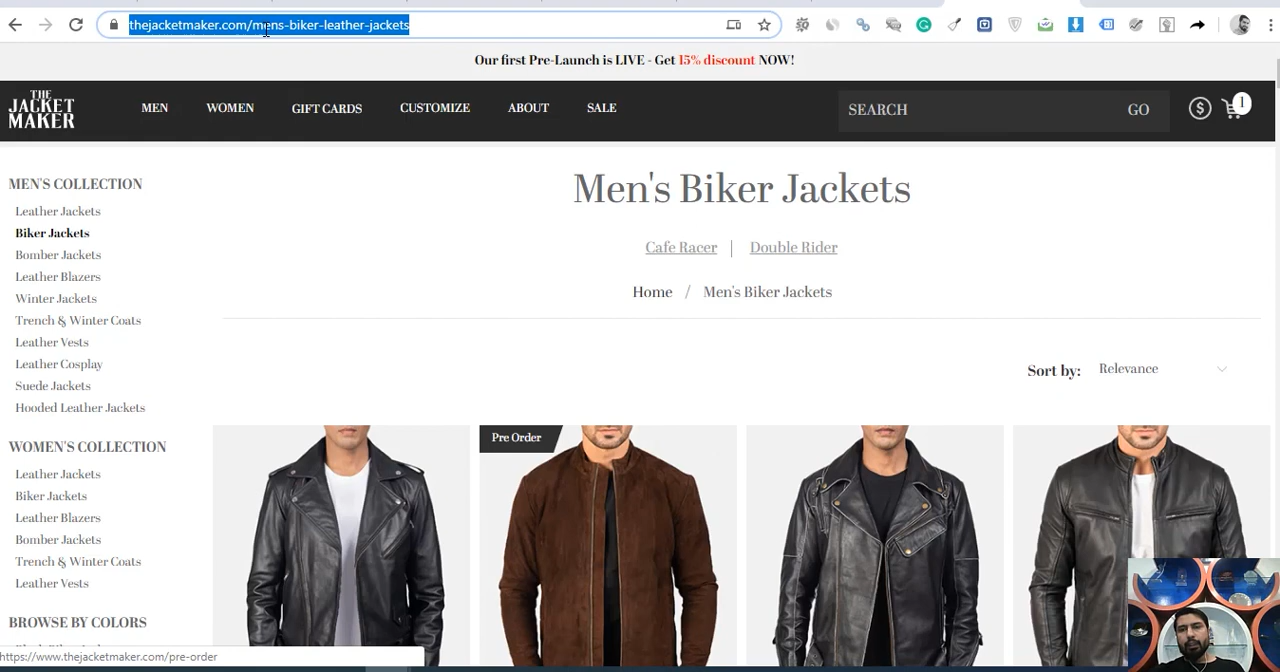 thejacketmaker.com/mens-biker-leather-jackets
Our first Pre-Launch is LIVE - Get 15% discount NOW!
THE
JACKET
MAKER
MEN
WOMEN
GIFT CARDS
CUSTOMIZE
ABOUT
SALE
SEARCH
GO
$
1
MEN'S COLLECTION
Leather Jackets
Biker Jackets
Bomber Jackets
Leather Blazers
Winter Jackets
Trench & Winter Coats
Leather Vests
Leather Cosplay
Suede Jackets
Hooded Leather Jackets
WOMEN'S COLLECTION
Leather Jackets
Biker Jackets
Leather Blazers
Bomber Jackets
Trench & Winter Coats
Leather Vests
BROWSE BY COLORS
Men's Biker Jackets
Cafe Racer | Double Rider
Home / Men's Biker Jackets
Sort by: Relevance
Pre Order
https://www.thejacketmaker.com/pre-order